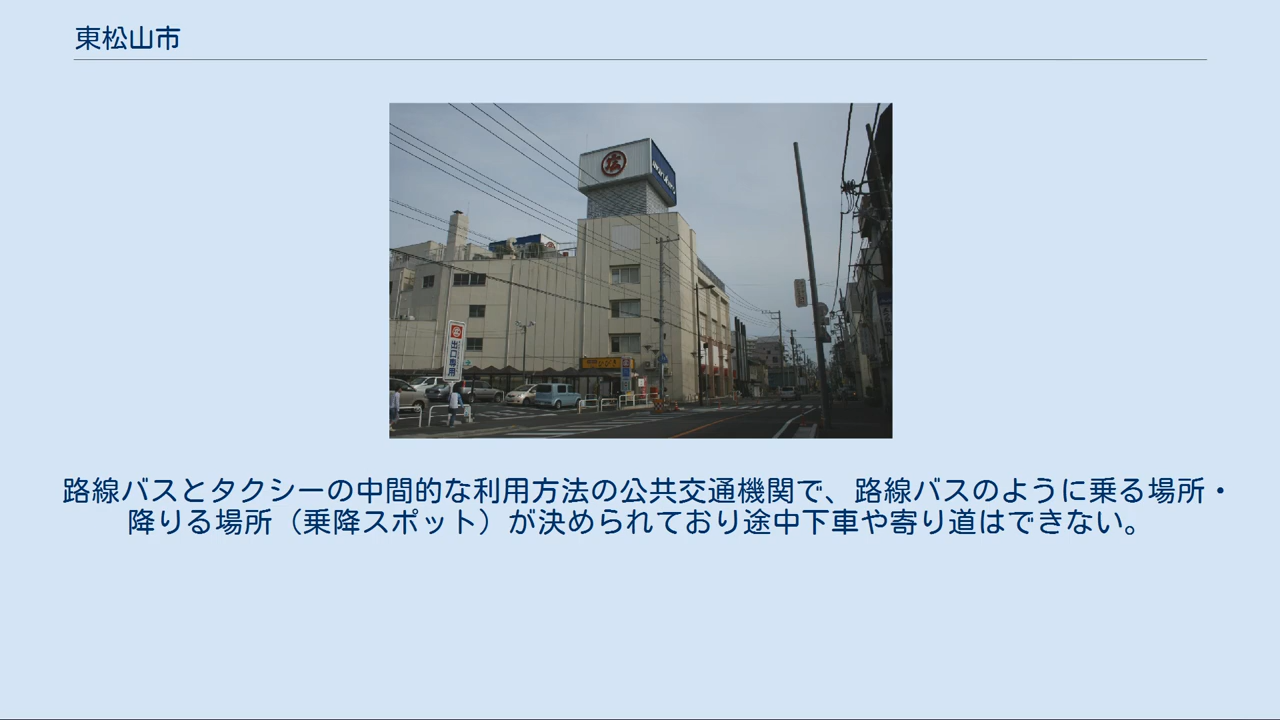 東松山市
宏
maruhiro
出口専用
路線バスとタクシーの中間的な利用方法の公共交通機関で、路線バスのように乗る場所・
降りる場所（乗降スポット）が決められており途中下車や寄り道はできない。